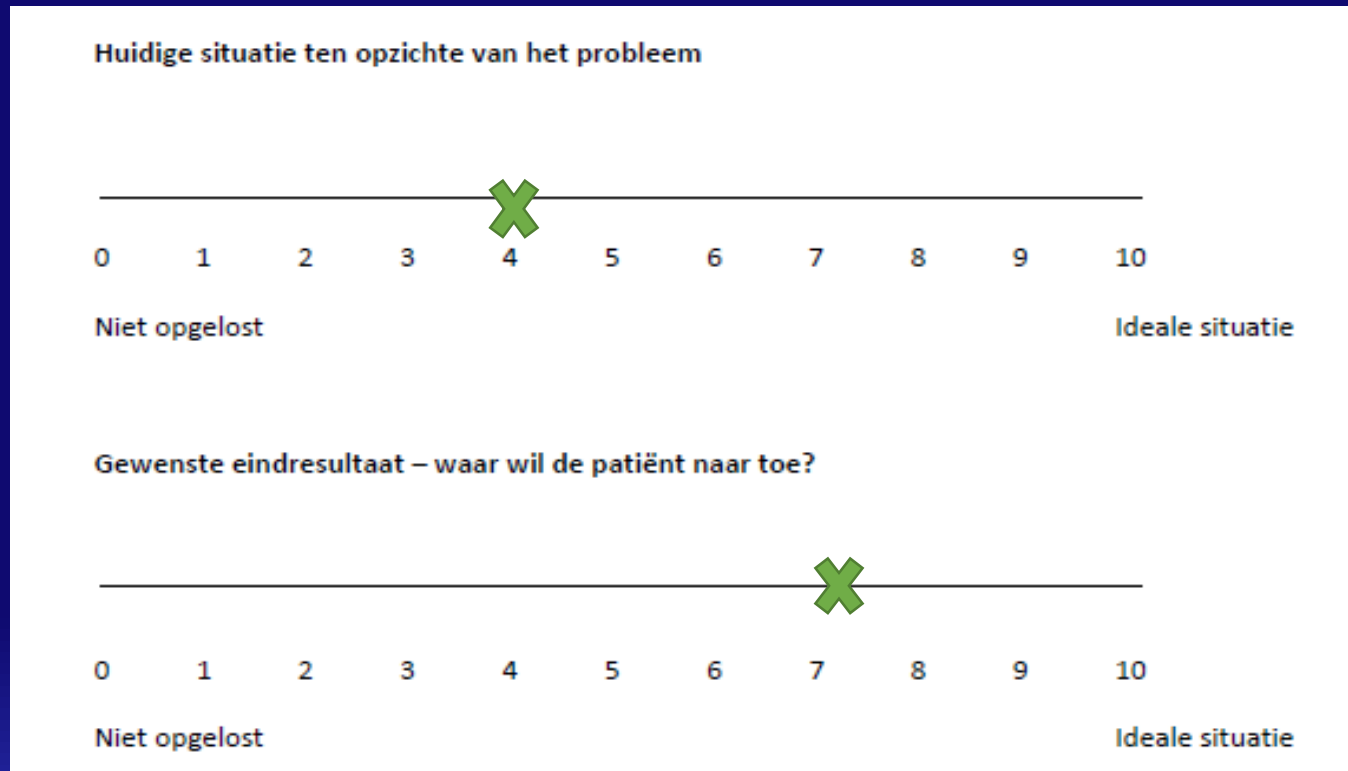 Huidige situatie ten opzichte van het probleem
0 1 2 3 4 5 6 7 8 9 10
Niet opgelost Ideale situatie
Gewenste eindresultaat – waar wil de patiënt naar toe?
0 1 2 3 4 5 6 7 8 9 10
Niet opgelost Ideale situatie